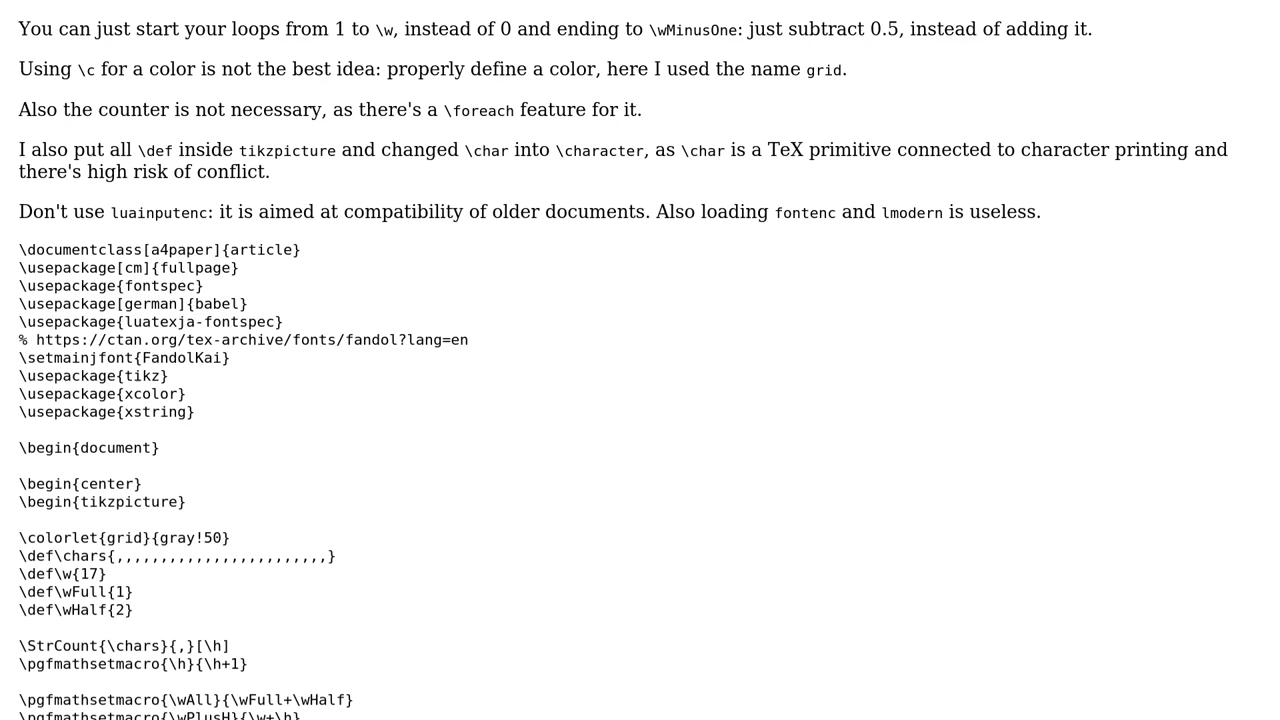 You can just start your loops from 1 to \w, instead of 0 and ending to \wMinusOne: just subtract 0.5, instead of adding it.
Using \c for a color is not the best idea: properly define a color, here I used the name grid.
Also the counter is not necessary, as there's a \foreach feature for it.
I also put all \def inside tikzpicture and changed \char into \character, as \char is a TeX primitive connected to character printing and
there's high risk of conflict.
Don't use luainputenc: it is aimed at compatibility of older documents. Also loading fontenc and lmodern is useless.
\documentclass[a4paper]{article}
\usepackage[cm]{fullpage}
\usepackage{fontspec}
\usepackage[german]{babel}
\usepackage{luatexja-fontspec}
% https://ctan.org/tex-archive/fonts/fandol?lang=en
\setmainjfont{FandolKai}
\usepackage{tikz}
\usepackage{xcolor}
\usepackage{xstring}
\begin{document}
\begin{center}
\begin{tikzpicture}
\colorlet{grid}{gray!50}
\def\chars{,,,,,,,,,,,,,,,,,,,,,,,,}
\def\w{17}
\def\wFull{1}
\def\wHalf{2}
\StrCount{\chars}{,}[\h]
\pgfmathsetmacro{\h}{\h+1}
\pgfmathsetmacro{\wAll}{\wFull+\wHalf}
\pgfmathsetmacro{\wPlusH}{\w+\h}